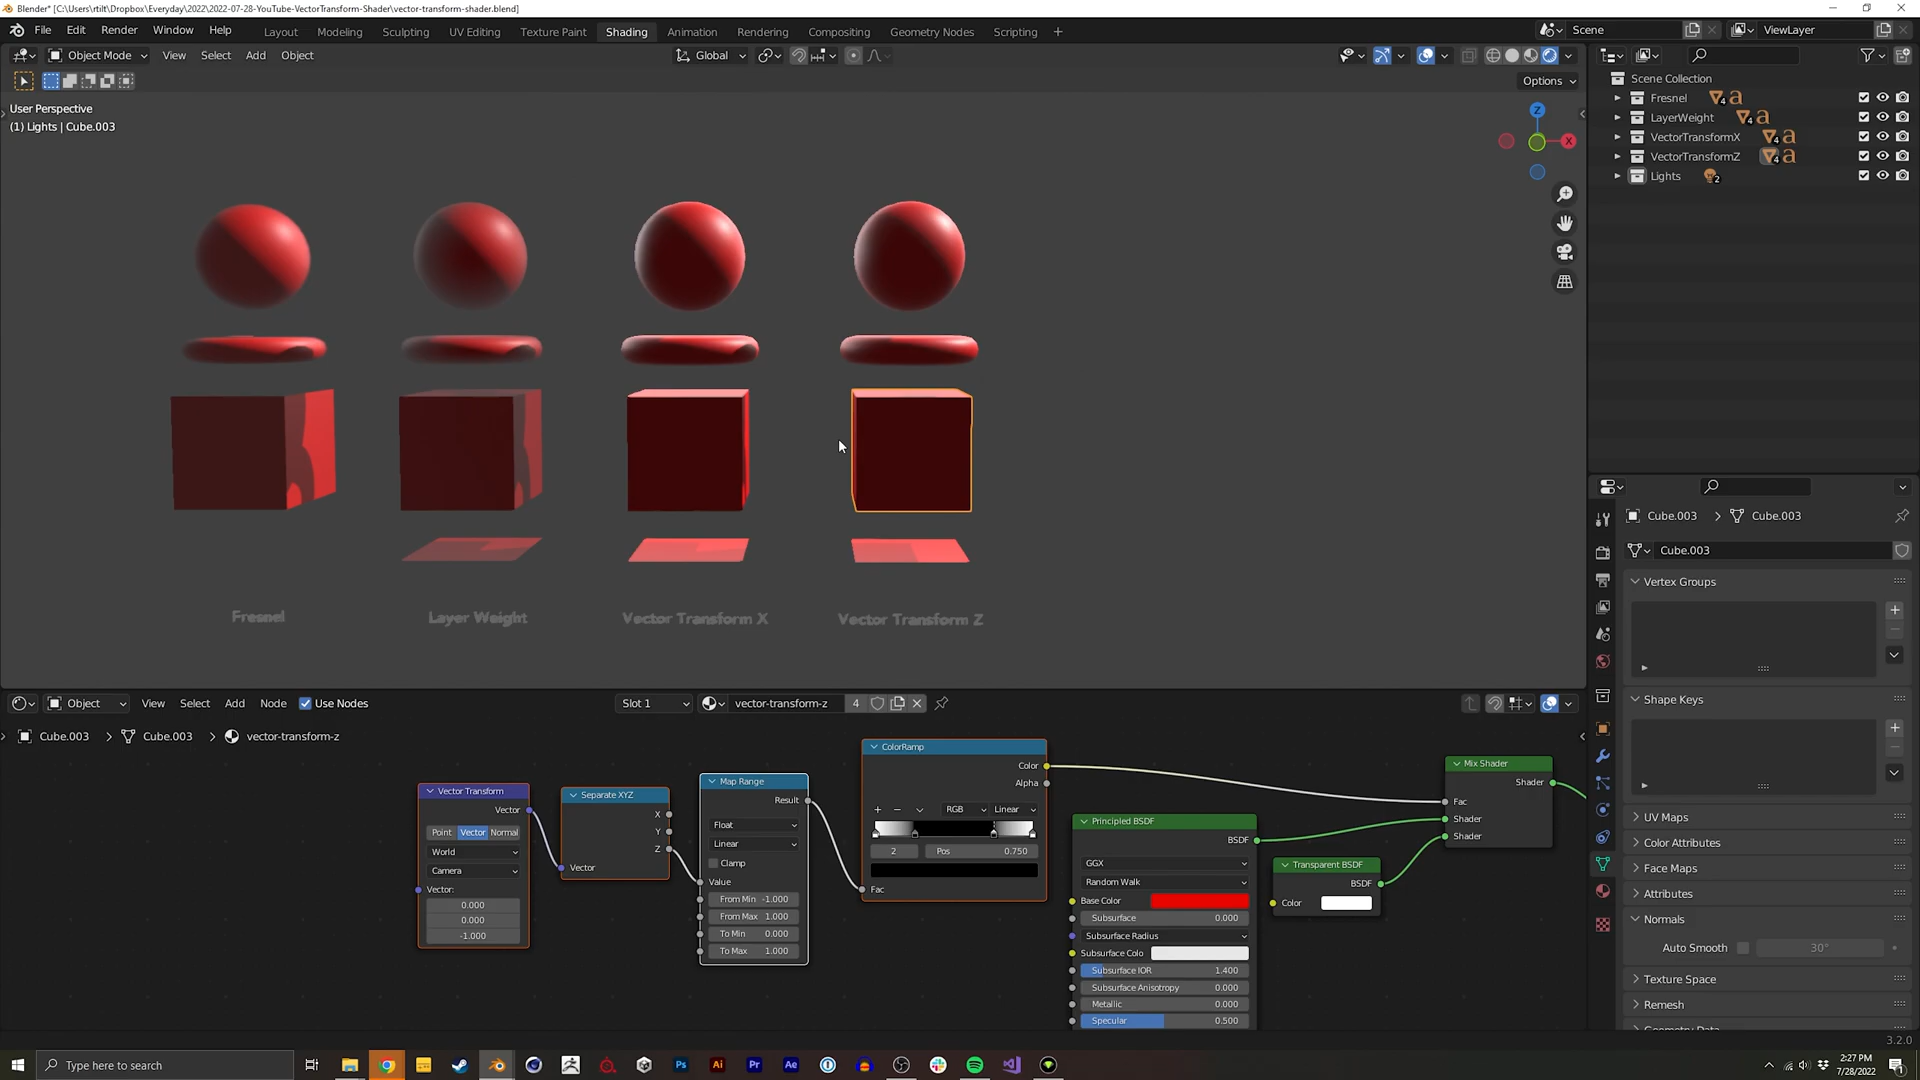 Blender* [C:\Users\rtilt\Dropbox\Everyday\2022\2022-07-28-YouTube-VectorTransform-Shader\vector-transform-shader.blend]
File Edit Render Window Help Layout Modeling Sculpting UV Editing Texture Paint Shading Animation Rendering Compositing Geometry Nodes Scripting + Scene ViewLayer
Object Mode View Select Add Object Global
Options
User Perspective
(1) Lights | Cube.003
Z
X
Scene Collection
Fresnel 4
LayerWeight 4
VectorTransformX 4
VectorTransformZ 4
Lights 2
Fresnel Layer Weight Vector Transform X Vector Transform Z
Cube.003 > Cube.003
Cube.003
Vertex Groups
Shape Keys
UV Maps
Color Attributes
Face Maps
Attributes
Normals
Auto Smooth 30°
Texture Space
Remesh
Geometry Data
Object View Select Add Node Use Nodes Slot 1 vector-transform-z 4
Cube.003 > Cube.003 > vector-transform-z
Vector Transform
Vector
Point Vector Normal
World
Camera
Vector:
0.000
0.000
-1.000
Separate XYZ
X
Y
Z
Vector
Map Range
Result
Float
Linear
Clamp
Value
From Min -1.000
From Max 1.000
To Min 0.000
To Max 1.000
ColorRamp
Color
Alpha
+ − RGB Linear
2 Pos 0.750
Fac
Principled BSDF
BSDF
GGX
Random Walk
Base Color
Subsurface 0.000
Subsurface Radius
Subsurface Colo
Subsurface IOR 1.400
Subsurface Anisotropy 0.000
Metallic 0.000
Specular 0.500
Transparent BSDF
BSDF
Color
Mix Shader
Shader
Fac
Shader
Shader
3.2.0
Type here to search
Ps Ai Pr Ae
2:27 PM
7/28/2022